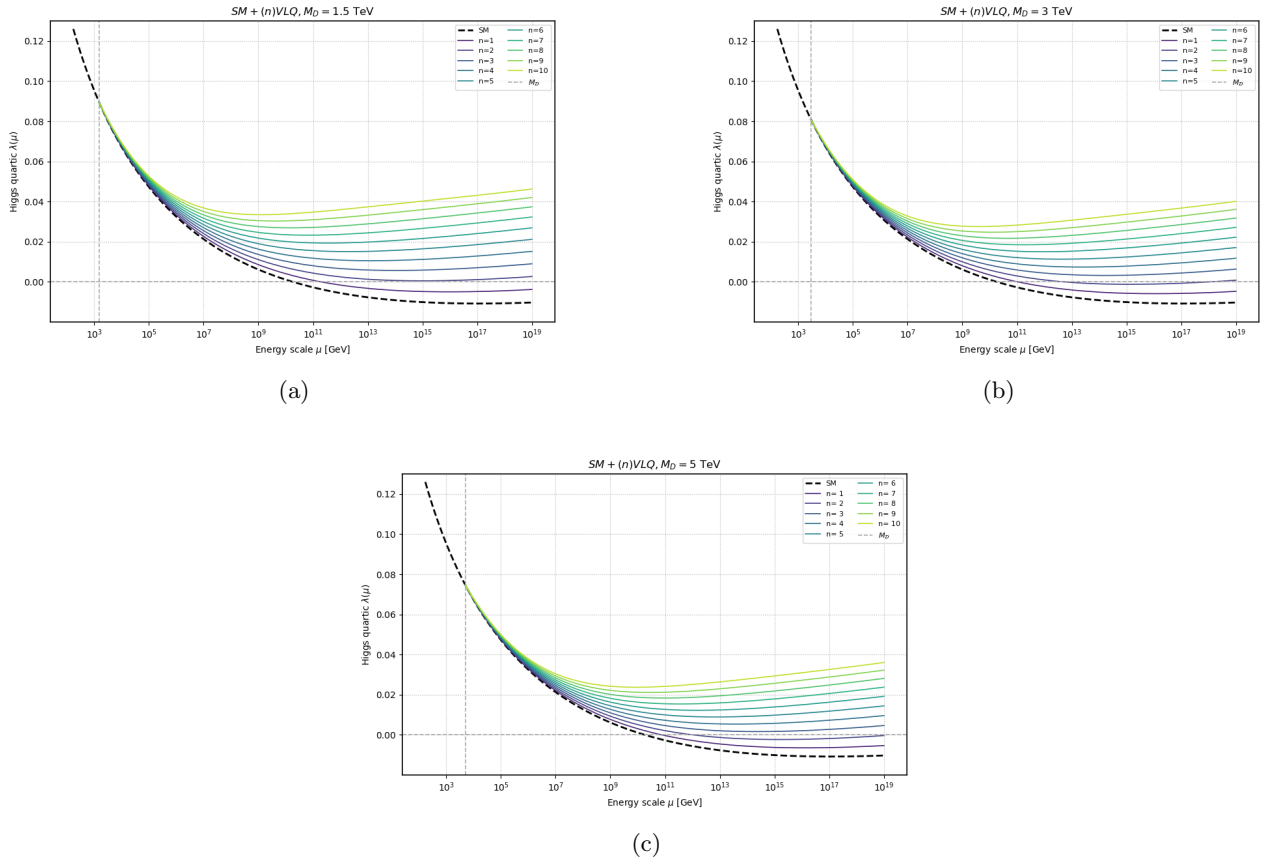 SM + (n)VLQ, M_D = 1.5 TeV
Higgs quartic λ(μ)
0.12
0.10
0.08
0.06
0.04
0.02
0.00
SM
n=1
n=2
n=3
n=4
n=5
n=6
n=7
n=8
n=9
n=10
M_D
10^3 10^5 10^7 10^9 10^11 10^13 10^15 10^17 10^19
Energy scale μ [GeV]
(a)
SM + (n)VLQ, M_D = 3 TeV
Higgs quartic λ(μ)
0.12
0.10
0.08
0.06
0.04
0.02
0.00
SM
n=1
n=2
n=3
n=4
n=5
n=6
n=7
n=8
n=9
n=10
M_D
10^3 10^5 10^7 10^9 10^11 10^13 10^15 10^17 10^19
Energy scale μ [GeV]
(b)
SM + (n)VLQ, M_D = 5 TeV
Higgs quartic λ(μ)
0.12
0.10
0.08
0.06
0.04
0.02
0.00
SM
n= 1
n= 2
n= 3
n= 4
n= 5
n= 6
n= 7
n= 8
n= 9
n= 10
M_D
10^3 10^5 10^7 10^9 10^11 10^13 10^15 10^17 10^19
Energy scale μ [GeV]
(c)